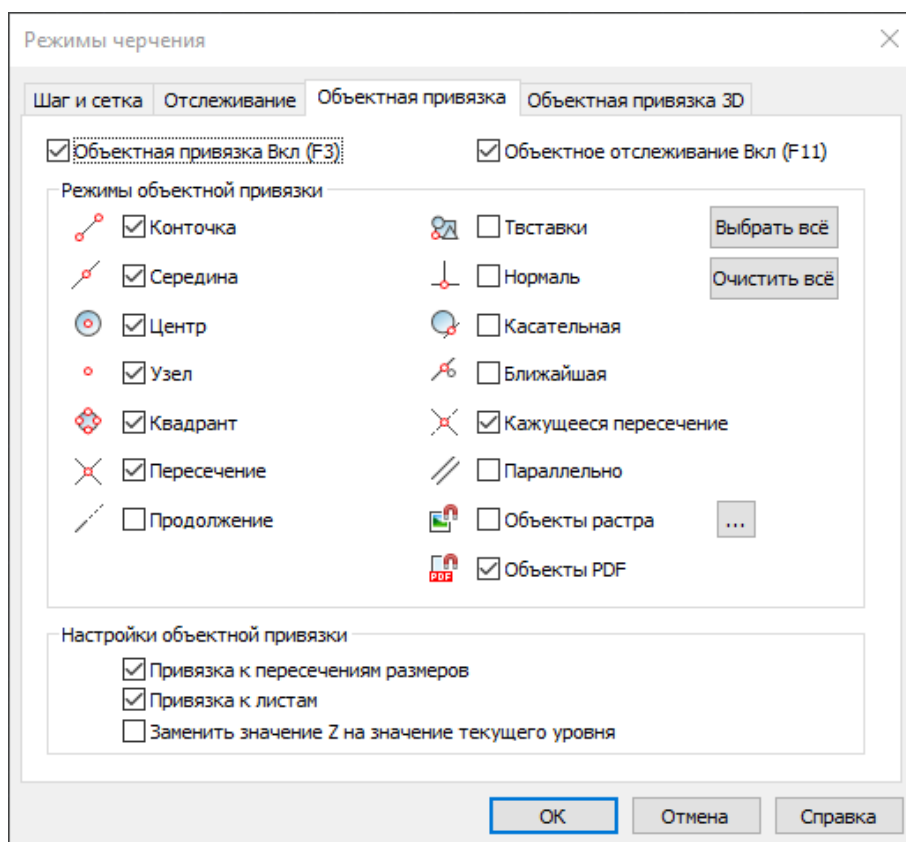 Режимы черчения
Шаг и сетка Отслеживание Объектная привязка Объектная привязка 3D
Объектная привязка Вкл (F3) Объектное отслеживание Вкл (F11)
Режимы объектной привязки
Конточка Твставки Выбрать всё
Середина Нормаль Очистить всё
Центр Касательная
Узел Ближайшая
Квадрант Кажущееся пересечение
Пересечение Параллельно
Продолжение Объекты растра ...
PDF Объекты PDF
Настройки объектной привязки
Привязка к пересечениям размеров
Привязка к листам
Заменить значение Z на значение текущего уровня
ОК Отмена Справка